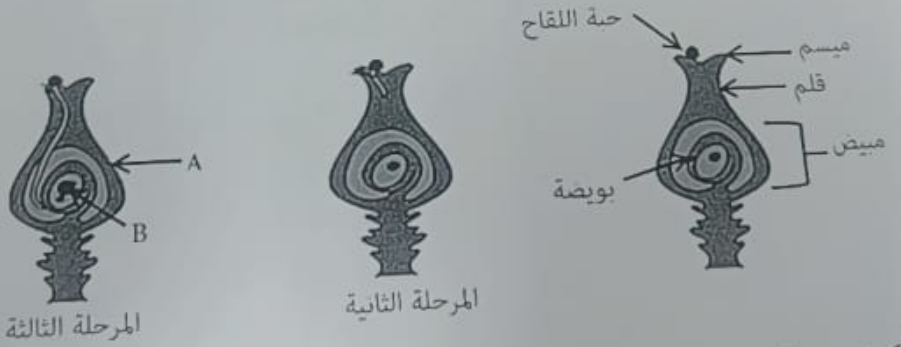 حبة اللقاح
ميسم
قلم
مبيض
بويضة
A
B
المرحلة الثانية
المرحلة الثالثة